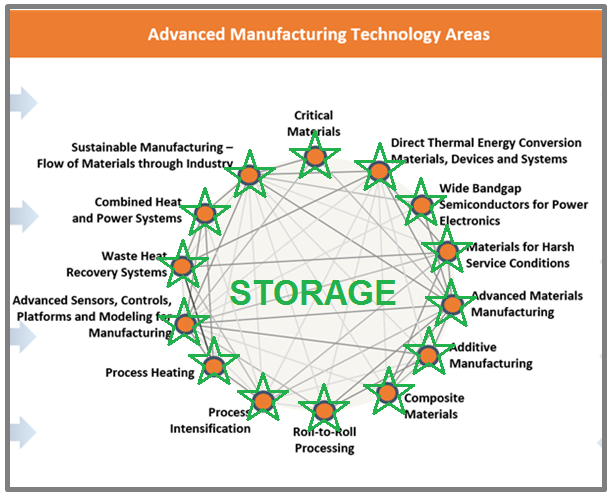 Advanced Manufacturing Technology Areas
Critical
Materials
Sustainable Manufacturing –
Flow of Materials through Industry
Direct Thermal Energy Conversion
Materials, Devices and Systems
Combined Heat
and Power Systems
Wide Bandgap
Semiconductors for Power
Electronics
Waste Heat
Recovery Systems
Materials for Harsh
Service Conditions
STORAGE
Advanced Sensors, Controls,
Platforms and Modeling for
Manufacturing
Advanced Materials
Manufacturing
Process Heating
Additive
Manufacturing
Process
Intensification
Composite
Materials
Roll-to-Roll
Processing